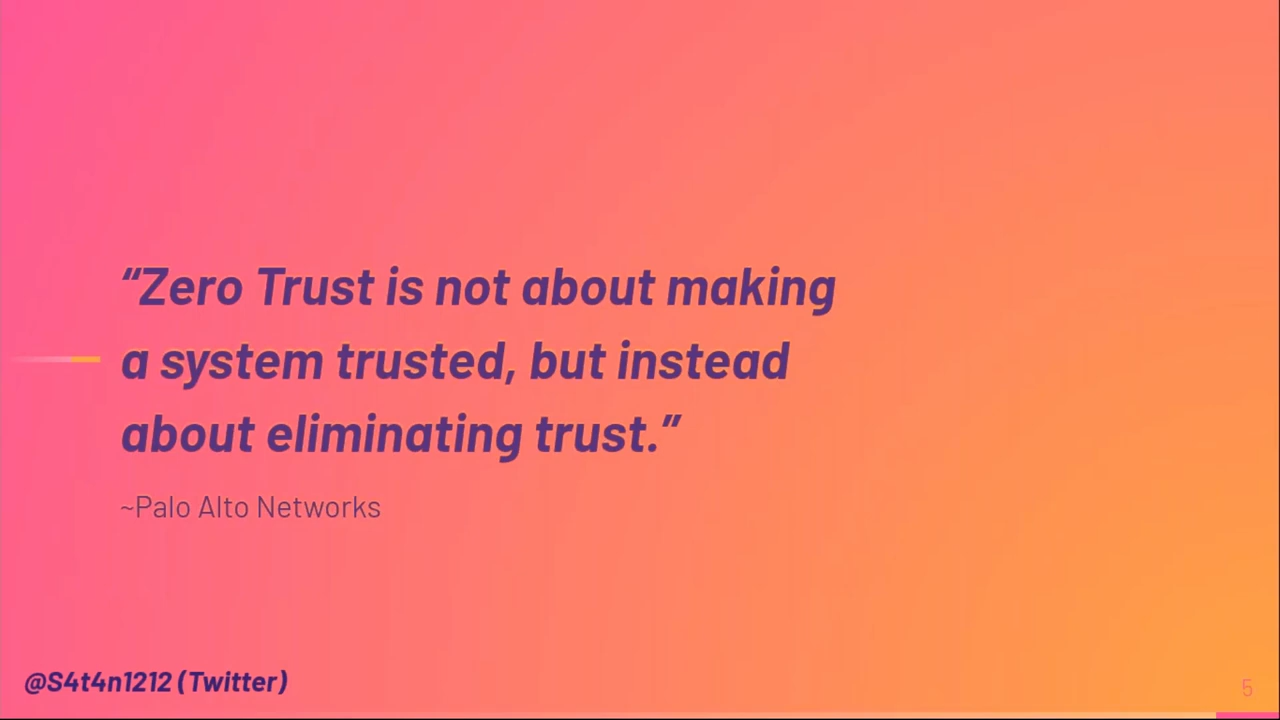 “Zero Trust is not about making
a system trusted, but instead
about eliminating trust.”
~Palo Alto Networks
@S4t4n1212 (Twitter)
5